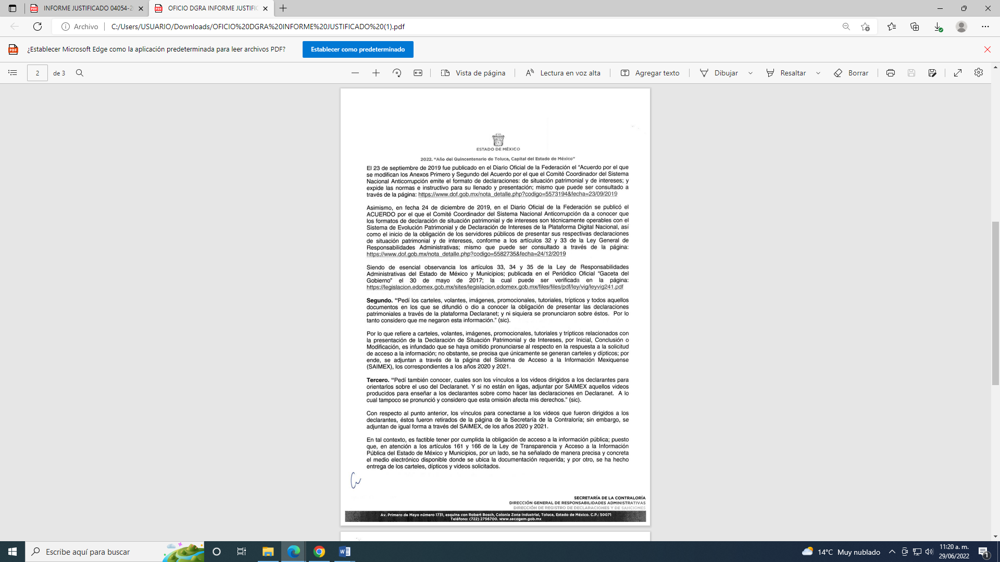 INFORME JUSTIFICADO 04054-2
OFICIO DGRA INFORME JUSTIFIC
Archivo
C:/Users/USUARIO/Downloads/OFICIO%20DGRA%20INFORME%20JUSTIFICADO%20(1).pdf
¿Establecer Microsoft Edge como la aplicación predeterminada para leer archivos PDF?
Establecer como predeterminado
2 de 3
Vista de página
Lectura en voz alta
Agregar texto
Dibujar
Resaltar
Borrar
ESTADO DE MÉXICO
2022. “Año del Quincentenario de Toluca, Capital del Estado de México”
El 23 de septiembre de 2019 fue publicado en el Diario Oficial de la Federación el “Acuerdo por el que
se modifican los Anexos Primero y Segundo del Acuerdo por el que el Comité Coordinador del Sistema
Nacional Anticorrupción emite el formato de declaraciones: de situación patrimonial y de intereses; y
expide las normas e instructivo para su llenado y presentación; mismo que puede ser consultado a
través de la página: https://www.dof.gob.mx/nota_detalle.php?codigo=5573194&fecha=23/09/2019
Asimismo, en fecha 24 de diciembre de 2019, en el Diario Oficial de la Federación se publicó el
ACUERDO por el que el Comité Coordinador del Sistema Nacional Anticorrupción da a conocer que
los formatos de declaración de situación patrimonial y de intereses son técnicamente operables con el
Sistema de Evolución Patrimonial y de Declaración de Intereses de la Plataforma Digital Nacional, así
como el inicio de la obligación de los servidores públicos de presentar sus respectivas declaraciones
de situación patrimonial y de intereses, conforme a los artículos 32 y 33 de la Ley General de
Responsabilidades Administrativas; mismo que puede ser consultado a través de la página:
https://www.dof.gob.mx/nota_detalle.php?codigo=5582735&fecha=24/12/2019
Siendo de esencial observancia los artículos 33, 34 y 35 de la Ley de Responsabilidades
Administrativas del Estado de México y Municipios; publicada en el Periódico Oficial “Gaceta del
Gobierno” el 30 de mayo de 2017; la cual puede ser verificada en la página:
https://legislacion.edomex.gob.mx/sites/legislacion.edomex.gob.mx/files/files/pdf/ley/vig/leyvig241.pdf
Segundo. “Pedí los carteles, volantes, imágenes, promocionales, tutoriales, trípticos y todos aquellos
documentos en los que se difundió o dio a conocer la obligación de presentar las declaraciones
patrimoniales a través de la plataforma Declaranet; y ni siquiera se pronunciaron sobre éstos. Por lo
tanto considero que me negaron esta información.” (sic).
Por lo que refiere a carteles, volantes, imágenes, promocionales, tutoriales y trípticos relacionados con
la presentación de la Declaración de Situación Patrimonial y de Intereses, por Inicial, Conclusión o
Modificación, es infundado que se haya omitido pronunciarse al respecto en la respuesta a la solicitud
de acceso a la información; no obstante, se precisa que únicamente se generan carteles y dípticos; por
ende, se adjuntan a través de la página del Sistema de Acceso a la Información Mexiquense
(SAIMEX), los correspondientes a los años 2020 y 2021.
Tercero. “Pedí también conocer, cuales son los vínculos a los videos dirigidos a los declarantes para
orientarlos sobre el uso del Declaranet. Y si no están en ligas, adjuntar por SAIMEX aquellos videos
producidos para enseñar a los declarantes sobre como hacer las declaraciones en Declaranet. A lo
cual tampoco se pronunció y considero que esta omisión afecta mis derechos.” (sic).
Con respecto al punto anterior, los vínculos para conectarse a los videos que fueron dirigidos a los
declarantes, éstos fueron retirados de la página de la Secretaría de la Contraloría; sin embargo, se
adjuntan de igual forma a través del SAIMEX, de los años 2020 y 2021.
En tal contexto, es factible tener por cumplida la obligación de acceso a la información pública; puesto
que, en atención a los artículos 161 y 166 de la Ley de Transparencia y Acceso a la Información
Pública del Estado de México y Municipios, por un lado, se ha señalado de manera precisa y concreta
el medio electrónico disponible donde se ubica la documentación requerida; y por otro, se ha hecho
entrega de los carteles, dípticos y videos solicitados.
SECRETARÍA DE LA CONTRALORÍA
DIRECCIÓN GENERAL DE RESPONSABILIDADES ADMINISTRATIVAS
DIRECCIÓN DE REGISTRO DE DECLARACIONES Y DE SANCIONES
Av. Primero de Mayo número 1731, esquina con Robert Bosch, Colonia Zona Industrial, Toluca, Estado de México. C.P.: 50071
Teléfono: (722) 2756700. www.secogem.gob.mx
Escribe aquí para buscar
14°C Muy nublado
11:20 a. m.
29/06/2022
1